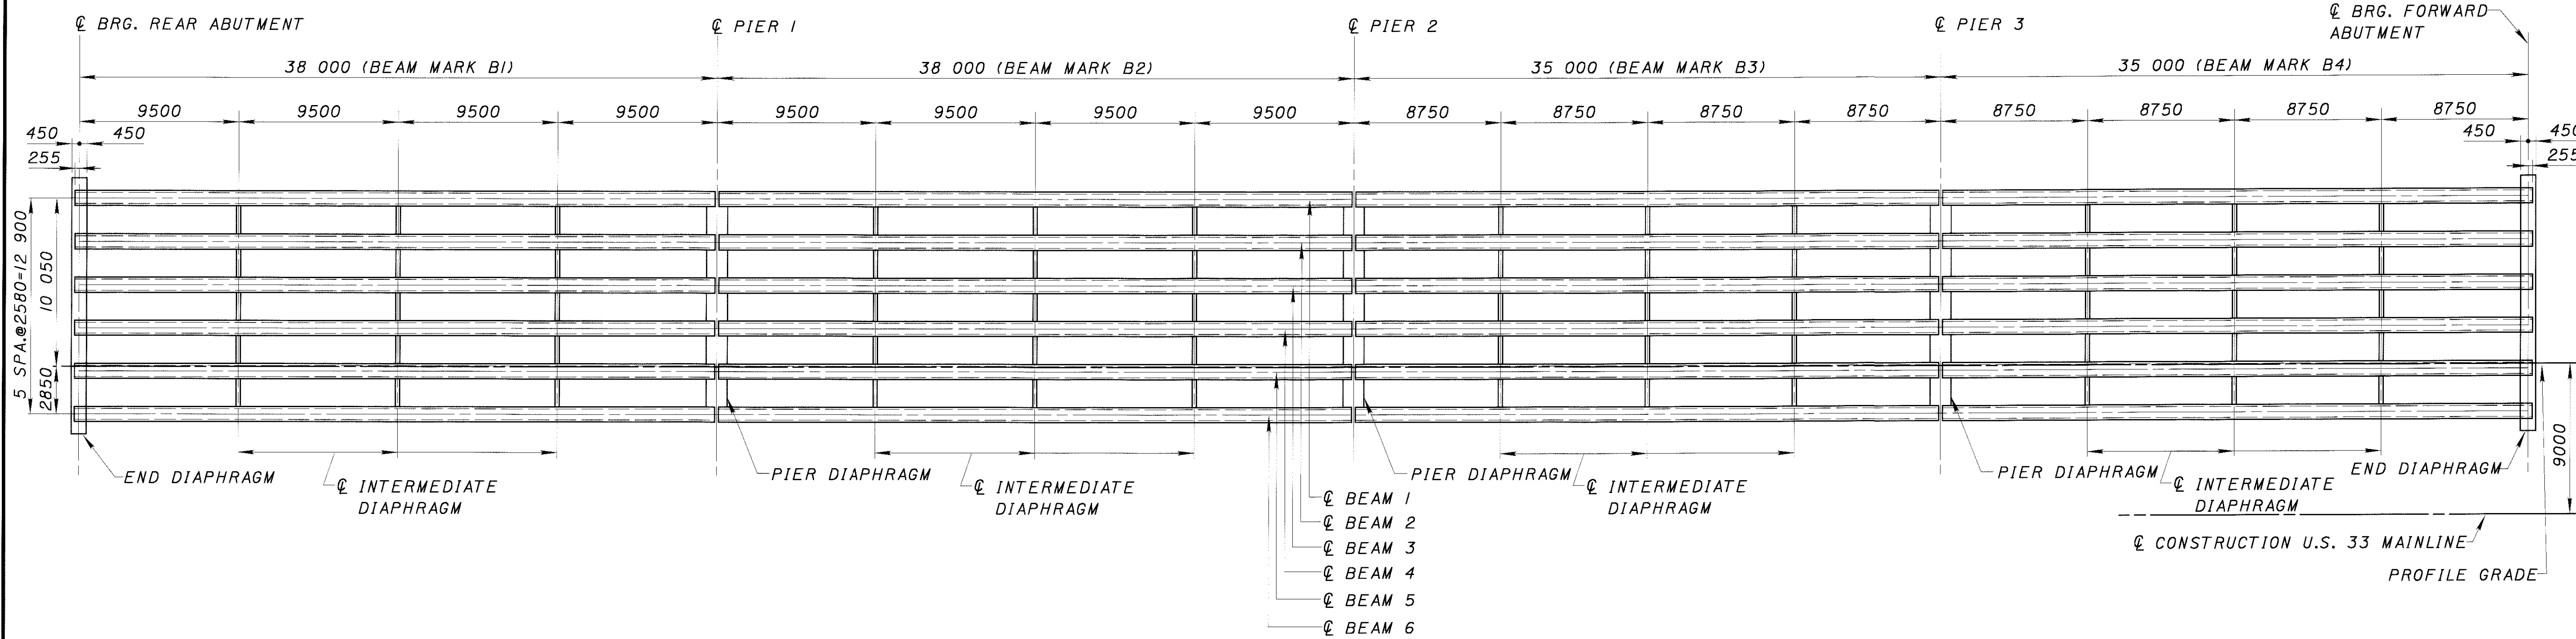 ℄ BRG. REAR ABUTMENT
℄ PIER 1
℄ PIER 2
℄ PIER 3
℄ BRG. FORWARD
ABUTMENT
38 000 (BEAM MARK B1)
38 000 (BEAM MARK B2)
35 000 (BEAM MARK B3)
35 000 (BEAM MARK B4)
9500 9500 9500 9500 9500 9500 9500 9500 8750 8750 8750 8750 8750 8750 8750 8750
450 450
450 450
255
255
5 SPA.@2580=12 900
10 050
2850
9000
END DIAPHRAGM
℄ INTERMEDIATE
DIAPHRAGM
PIER DIAPHRAGM
℄ INTERMEDIATE
DIAPHRAGM
PIER DIAPHRAGM
℄ INTERMEDIATE
DIAPHRAGM
PIER DIAPHRAGM
℄ INTERMEDIATE
DIAPHRAGM
END DIAPHRAGM
℄ BEAM 1
℄ BEAM 2
℄ BEAM 3
℄ BEAM 4
℄ BEAM 5
℄ BEAM 6
℄ CONSTRUCTION U.S. 33 MAINLINE
PROFILE GRADE